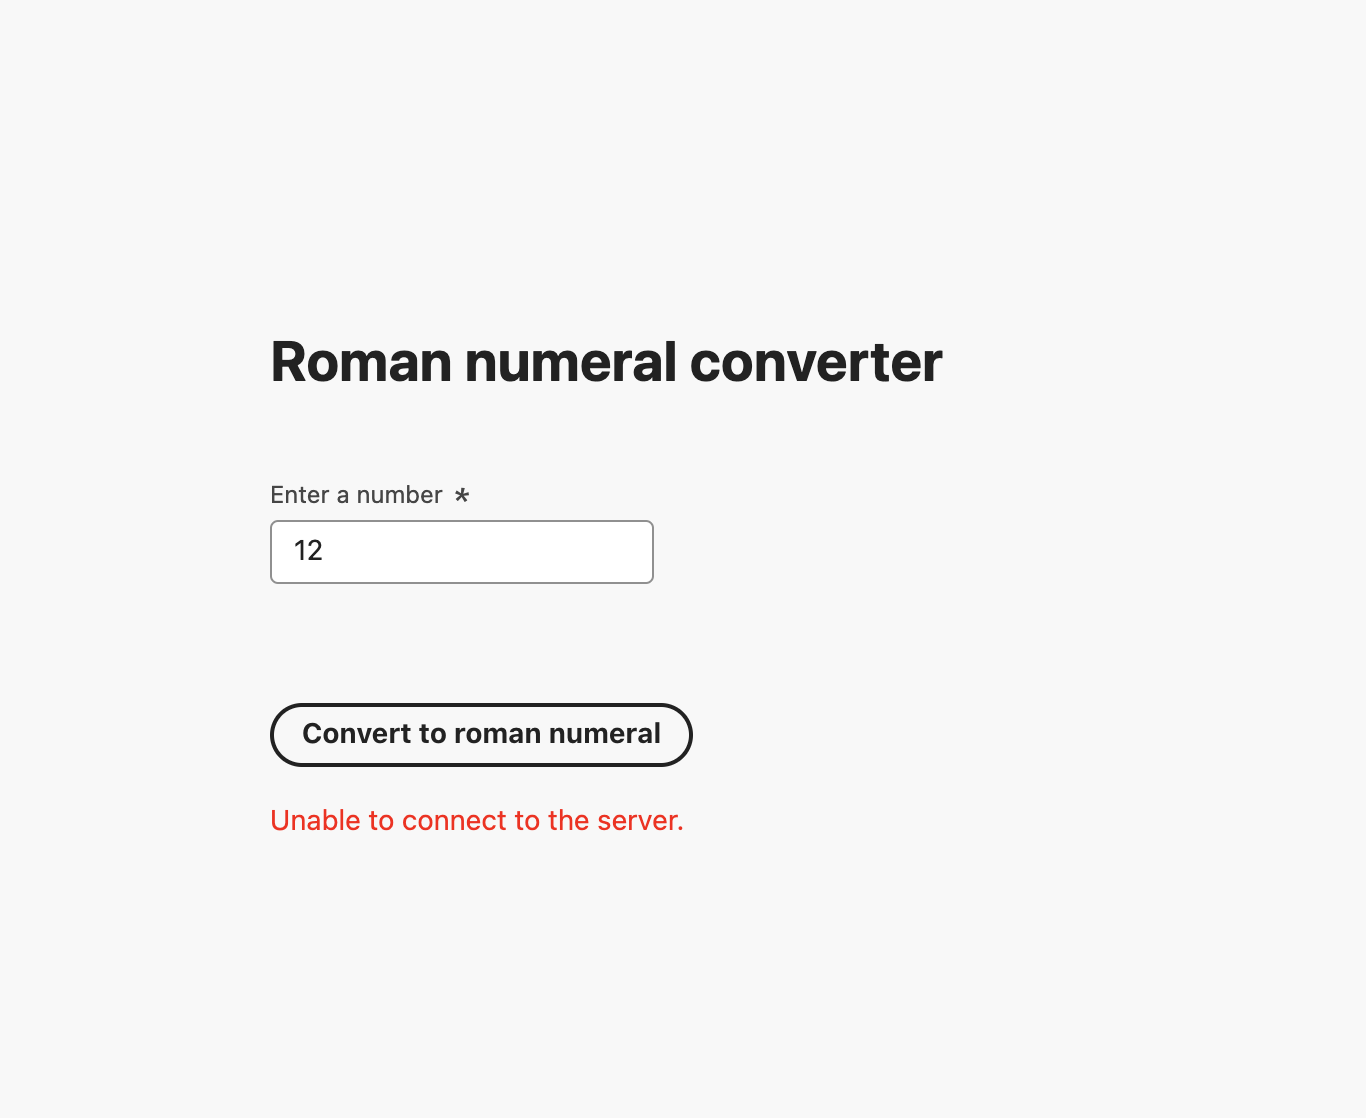 Roman numeral converter
Enter a number *
12
Convert to roman numeral
Unable to connect to the server.